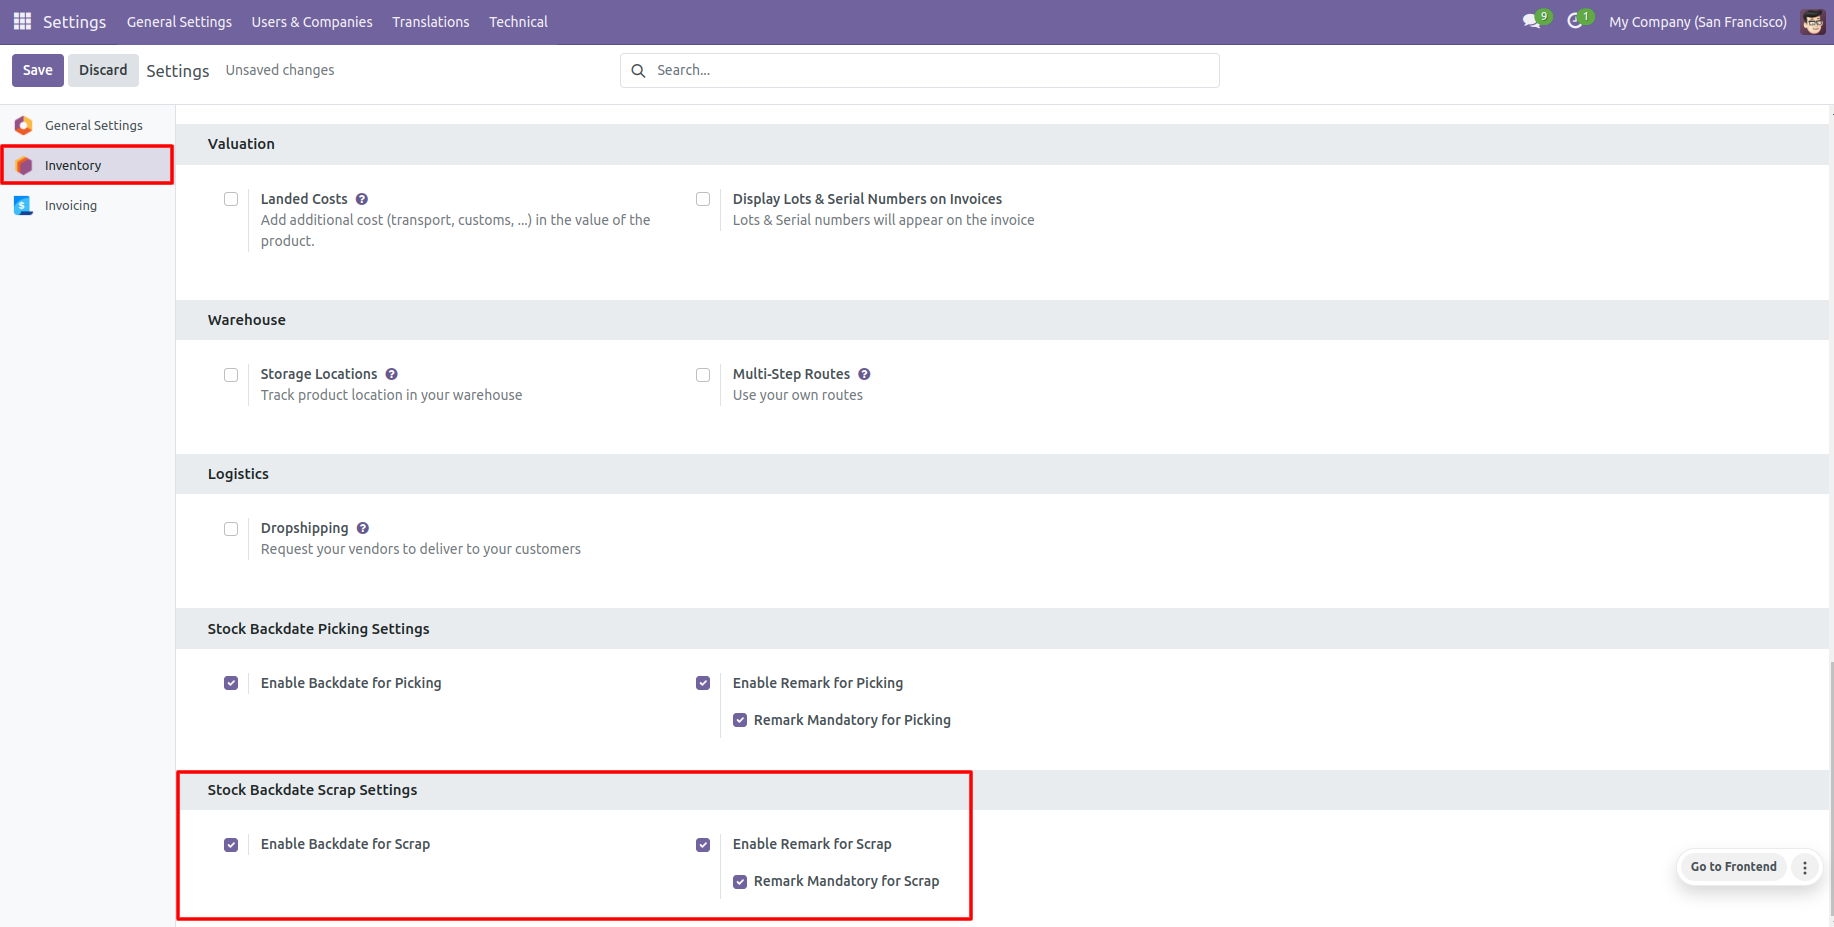 Settings General Settings Users & Companies Translations Technical 9 1 My Company (San Francisco)
Save Discard Settings Unsaved changes Search...
General Settings
Inventory
Invoicing
Valuation
Landed Costs ?
Add additional cost (transport, customs, ...) in the value of the
product.
Display Lots & Serial Numbers on Invoices
Lots & Serial numbers will appear on the invoice
Warehouse
Storage Locations ?
Track product location in your warehouse
Multi-Step Routes ?
Use your own routes
Logistics
Dropshipping ?
Request your vendors to deliver to your customers
Stock Backdate Picking Settings
Enable Backdate for Picking
Enable Remark for Picking
Remark Mandatory for Picking
Stock Backdate Scrap Settings
Enable Backdate for Scrap
Enable Remark for Scrap
Remark Mandatory for Scrap
Go to Frontend